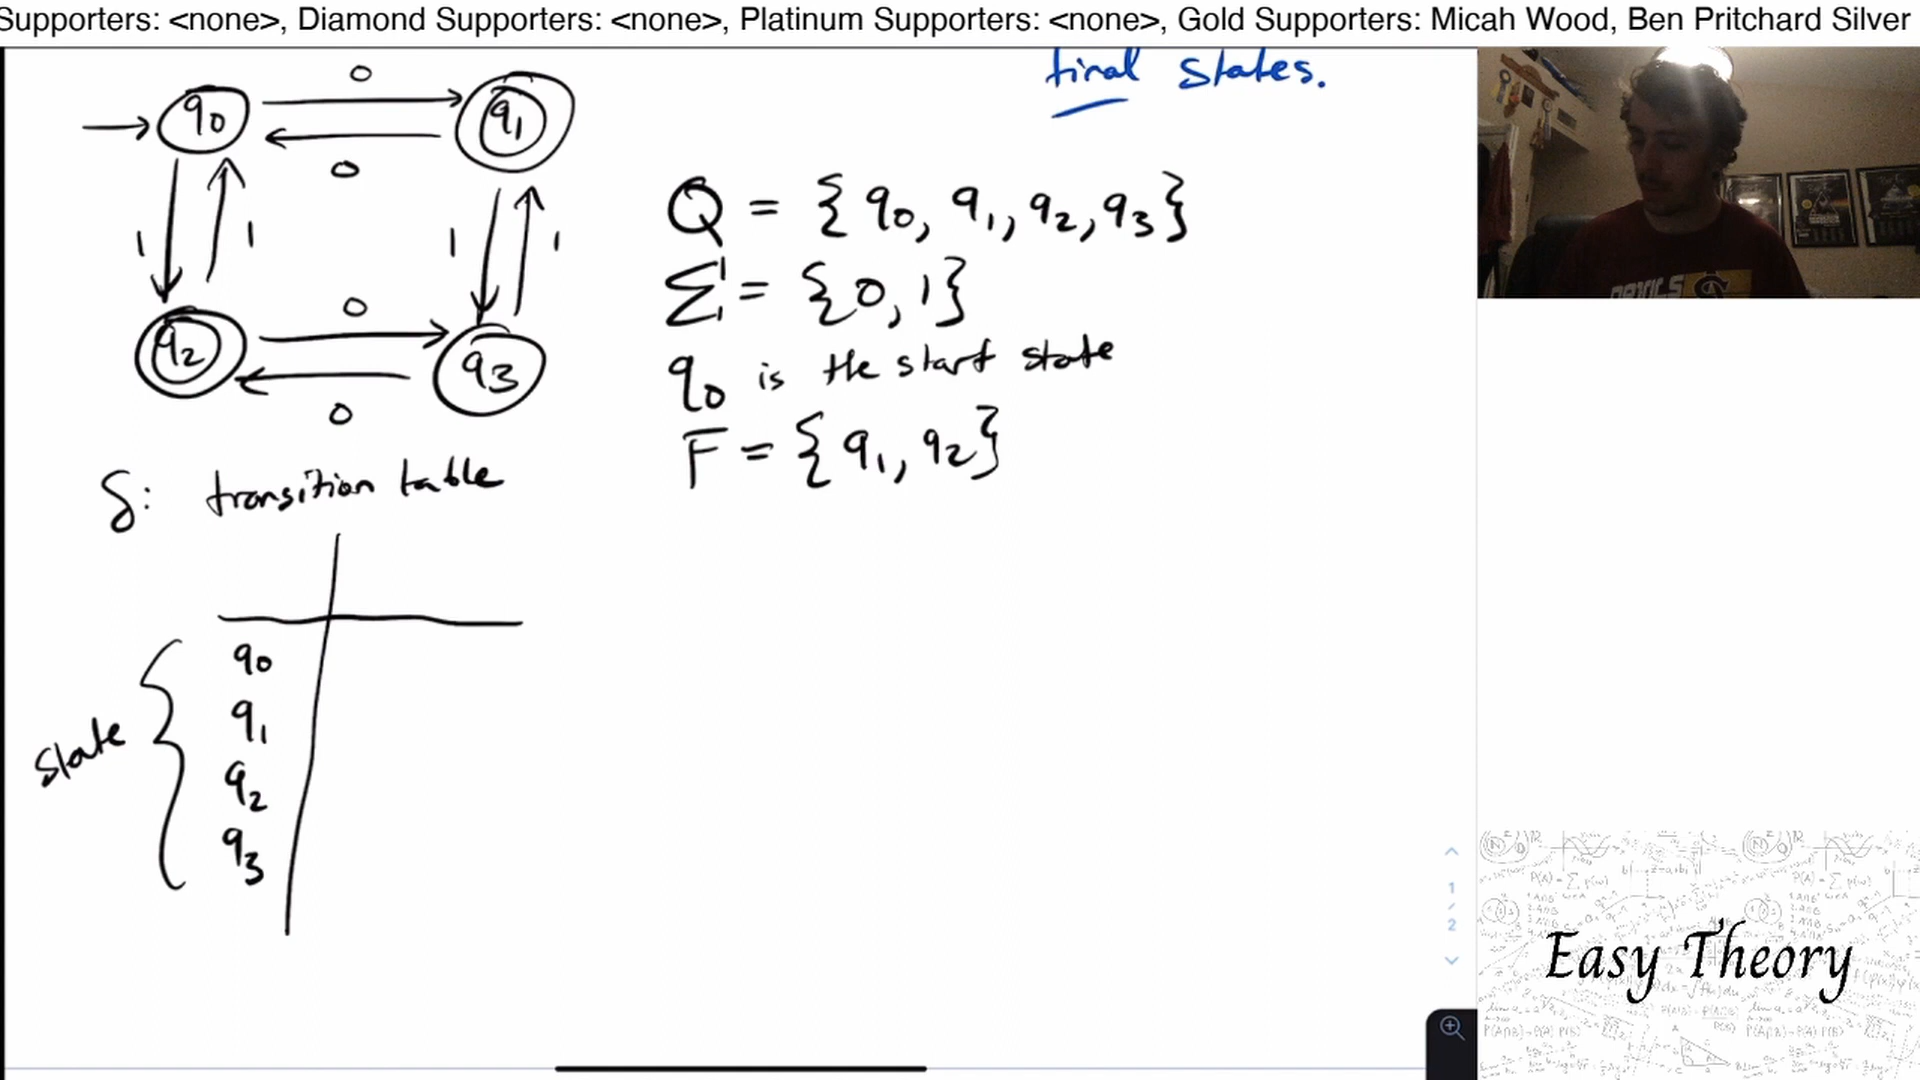 Supporters: <none>, Diamond Supporters: <none>, Platinum Supporters: <none>, Gold Supporters: Micah Wood, Ben Pritchard Silver
final states.
0
q0 q1
0
1 1 1 1
0
q2 q3
0
Q = {q0, q1, q2, q3}
Σ = {0, 1}
q0 is the start state
F = {q1, q2}
δ: transition table
state
q0
q1
q2
q3
1
2
Easy Theory